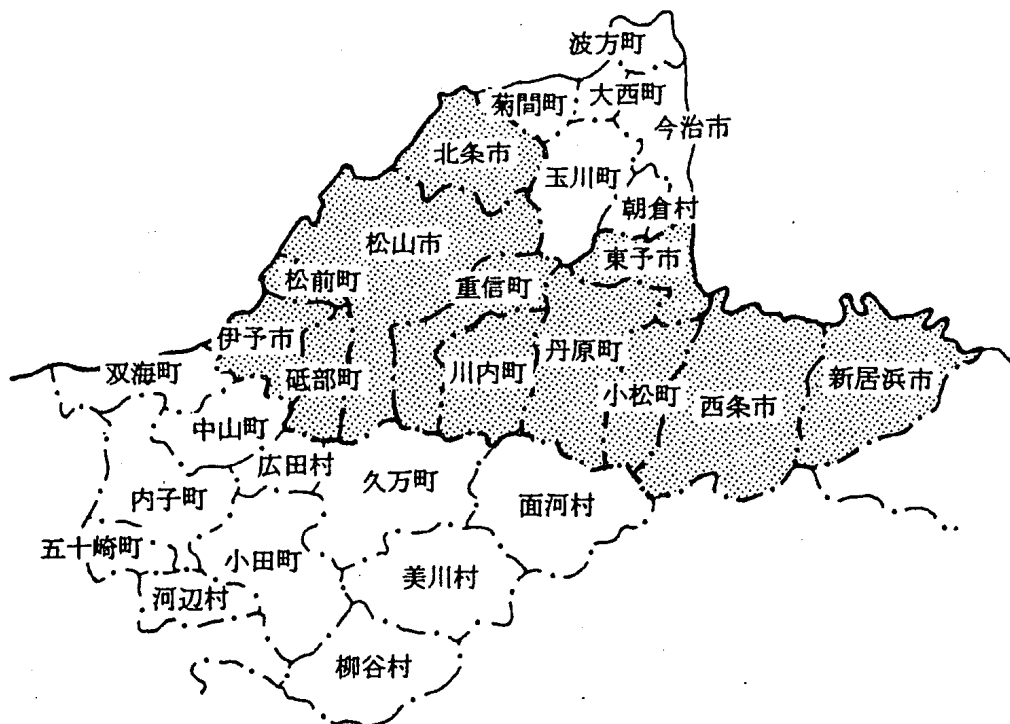 波方町
大西町
菊間町
今治市
北条市
玉川町
朝倉村
松山市
東予市
松前町
重信町
伊予市
丹原町
双海町
砥部町
川内町
新居浜市
小松町
西条市
中山町
広田村
久万町
内子町
面河村
五十崎町
小田町
美川村
河辺村
柳谷村